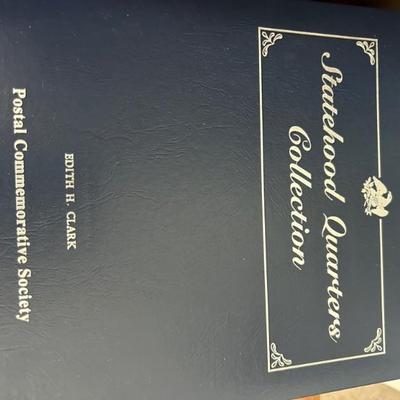 Statehood Quarters
Collection
EDITH H. CLARK
Postal Commemorative Society